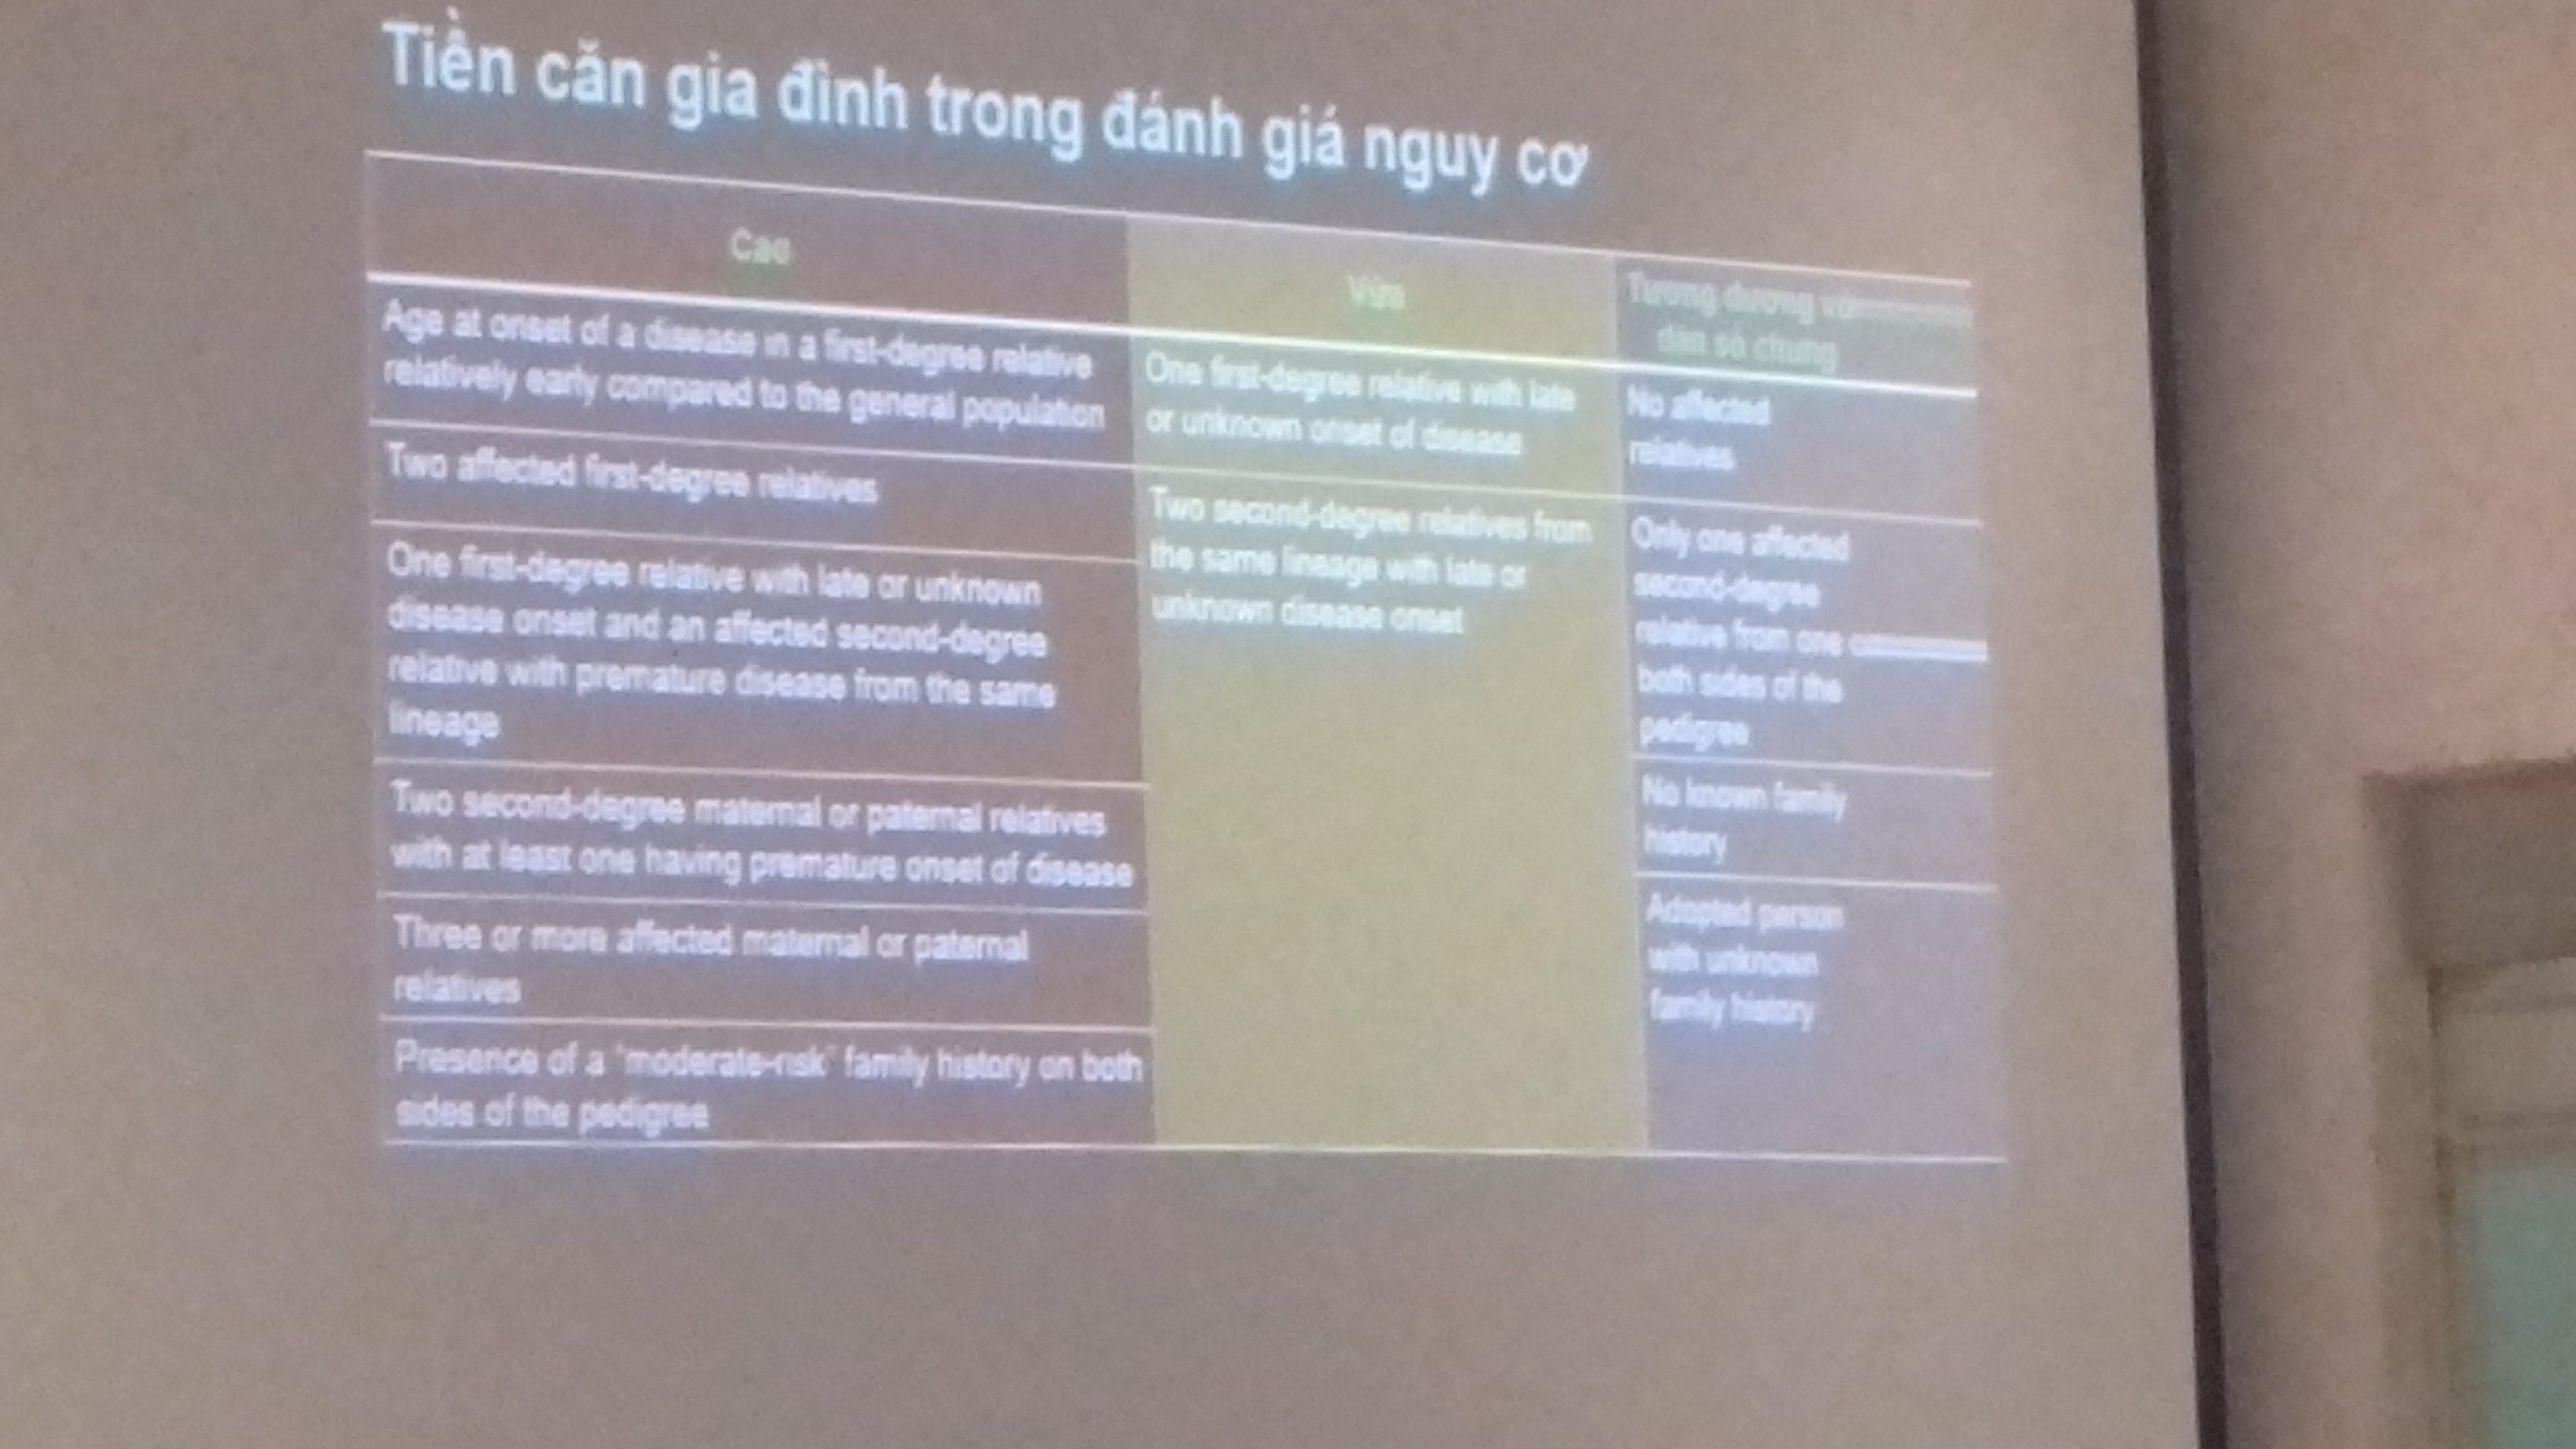 Tiền căn gia đình trong đánh giá nguy cơ
Cao
Age at onset of a disease in a first-degree relative
relatively early compared to the general population
Two affected first-degree relatives
One first-degree relative with late or unknown
disease onset and an affected second-degree
relative with premature disease from the same
lineage
Two second-degree maternal or paternal relatives
with at least one having premature onset of disease
Three or more affected maternal or paternal
relatives
Presence of a "moderate-risk" family history on both
sides of the pedigree
Vừa
One first-degree relative with late
or unknown onset of disease
Two second-degree relatives from
the same lineage with late or
unknown disease onset
Tương đương
dân số chung
No affected
relatives
Only one affected
second-degree
relative from one
both sides of the
pedigree
No known family
history
Adopted person
with unknown
family history